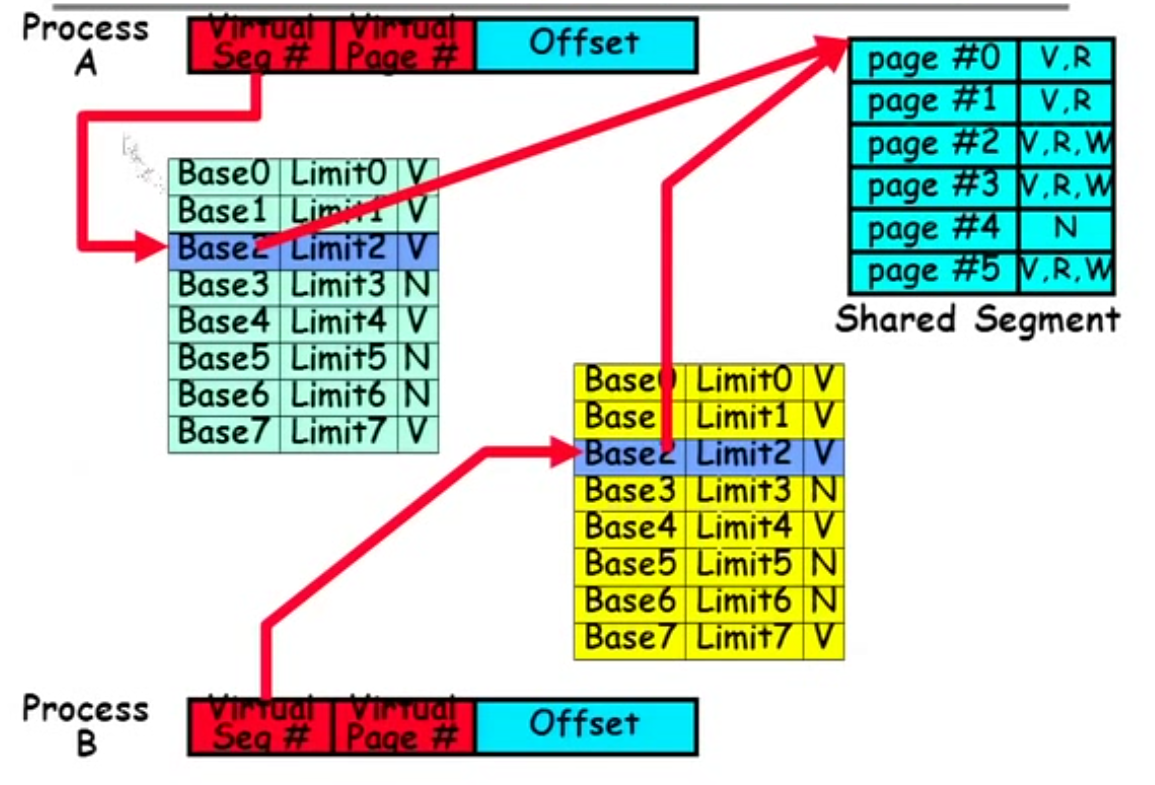 Process
A
Virtual
Seg #
Virtual
Page #
Offset
page #0 V,R
page #1 V,R
page #2 V,R,W
page #3 V,R,W
page #4 N
page #5 V,R,W
Shared Segment
Base0 Limit0 V
Base1 Limit1 V
Base2 Limit2 V
Base3 Limit3 N
Base4 Limit4 V
Base5 Limit5 N
Base6 Limit6 N
Base7 Limit7 V
Base0 Limit0 V
Base Limit1 V
Base2 Limit2 V
Base3 Limit3 N
Base4 Limit4 V
Base5 Limit5 N
Base6 Limit6 N
Base7 Limit7 V
Process
B
Virtual
Seg #
Virtual
Page #
Offset